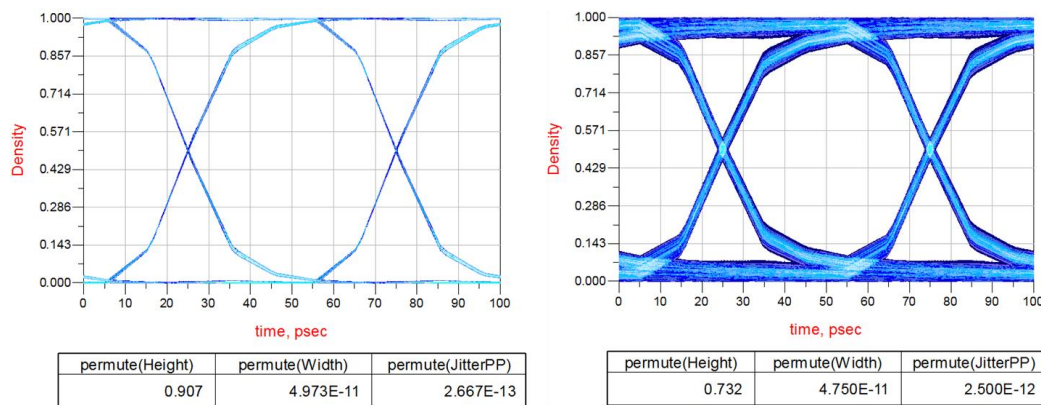 1.000
0.857
0.714
0.571
0.429
0.286
0.143
0.000
Density
0 10 20 30 40 50 60 70 80 90 100
time, psec
permute(Height) permute(Width) permute(JitterPP)
0.907 4.973E-11 2.667E-13
1.000
0.857
0.714
0.571
0.429
0.286
0.143
0.000
Density
0 10 20 30 40 50 60 70 80 90 100
time, psec
permute(Height) permute(Width) permute(JitterPP)
0.732 4.750E-11 2.500E-12